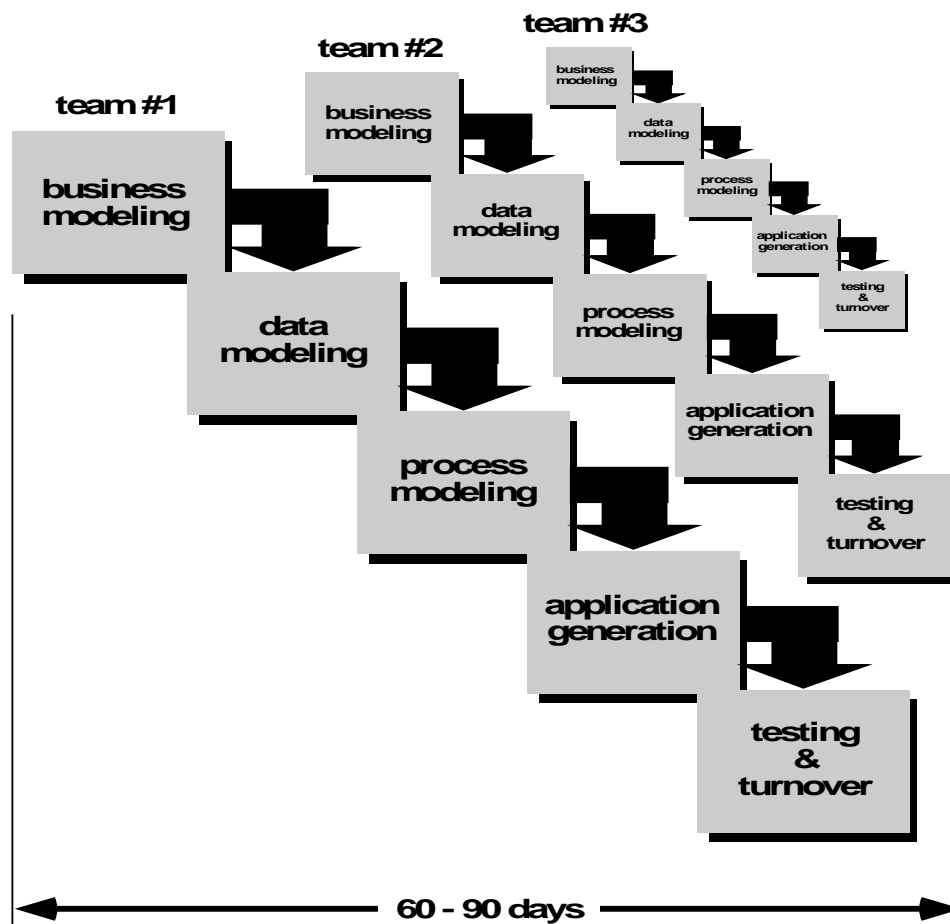 team #1
business
modeling
data
modeling
process
modeling
application
generation
testing
&
turnover
team #2
business
modeling
data
modeling
process
modeling
application
generation
testing
&
turnover
team #3
business
modeling
data
modeling
process
modeling
application
generation
testing
&
turnover
60 - 90 days